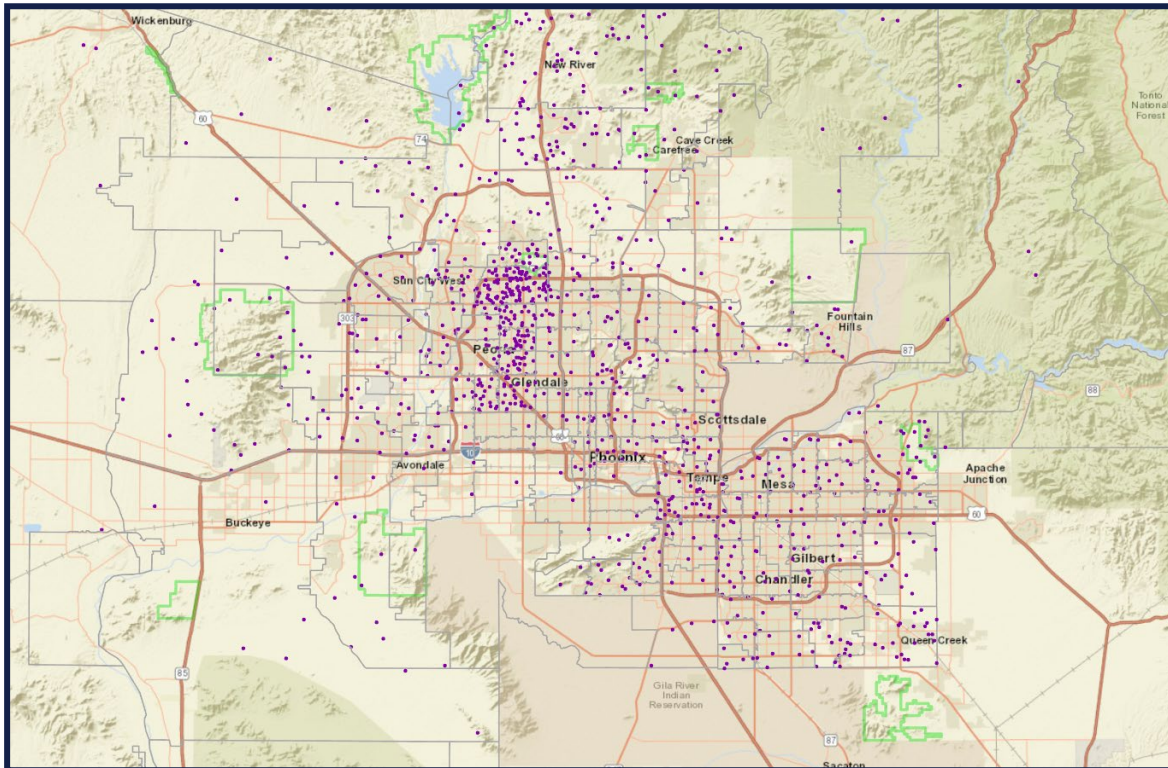 Wickenburg
New River
60
74
Cave Creek
Carefree
Tonto
National
Forest
Sun City West
303
Fountain
Hills
87
88
Glendale
Scottsdale
Phoenix
10
Avondale
Tempe
Mesa
Apache
Junction
60
Buckeye
Gilbert
Chandler
Queen Creek
85
Gila River
Indian
Reservation
87
Sacaton